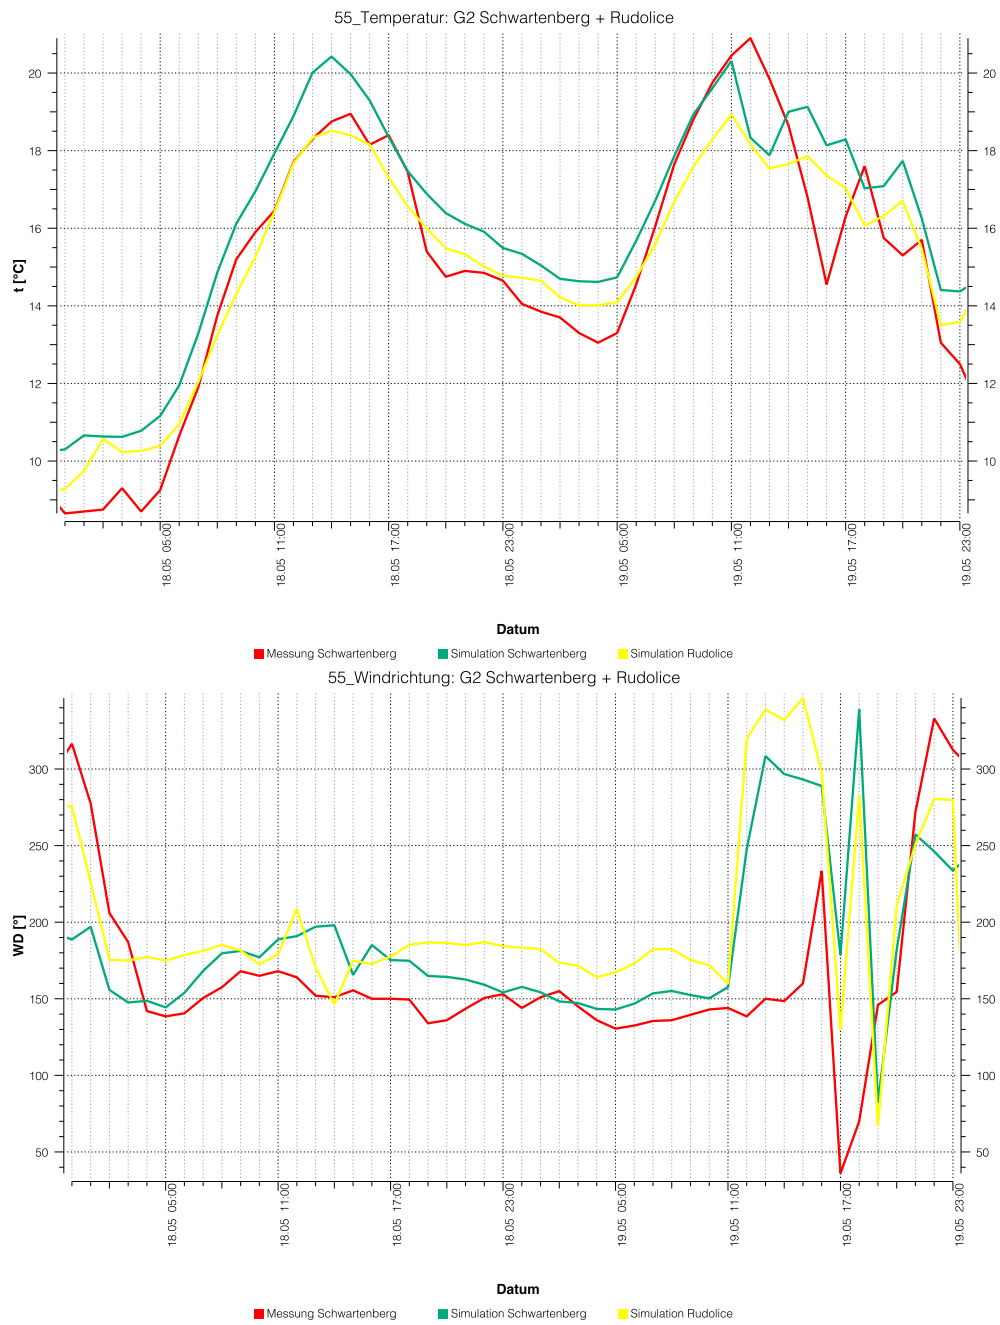 55_Temperatur: G2 Schwartenberg + Rudolice
20 20
18 18
16 16
t [°C]
14 14
12 12
10 10
18.05 05:00 18.05 11:00 18.05 17:00 18.05 23:00 19.05 05:00 19.05 11:00 19.05 17:00 19.05 23:00
Datum
Messung Schwartenberg Simulation Schwartenberg Simulation Rudolice
55_Windrichtung: G2 Schwartenberg + Rudolice
300 300
250 250
200 200
WD [°]
150 150
100 100
50 50
18.05 05:00 18.05 11:00 18.05 17:00 18.05 23:00 19.05 05:00 19.05 11:00 19.05 17:00 19.05 23:00
Datum
Messung Schwartenberg Simulation Schwartenberg Simulation Rudolice